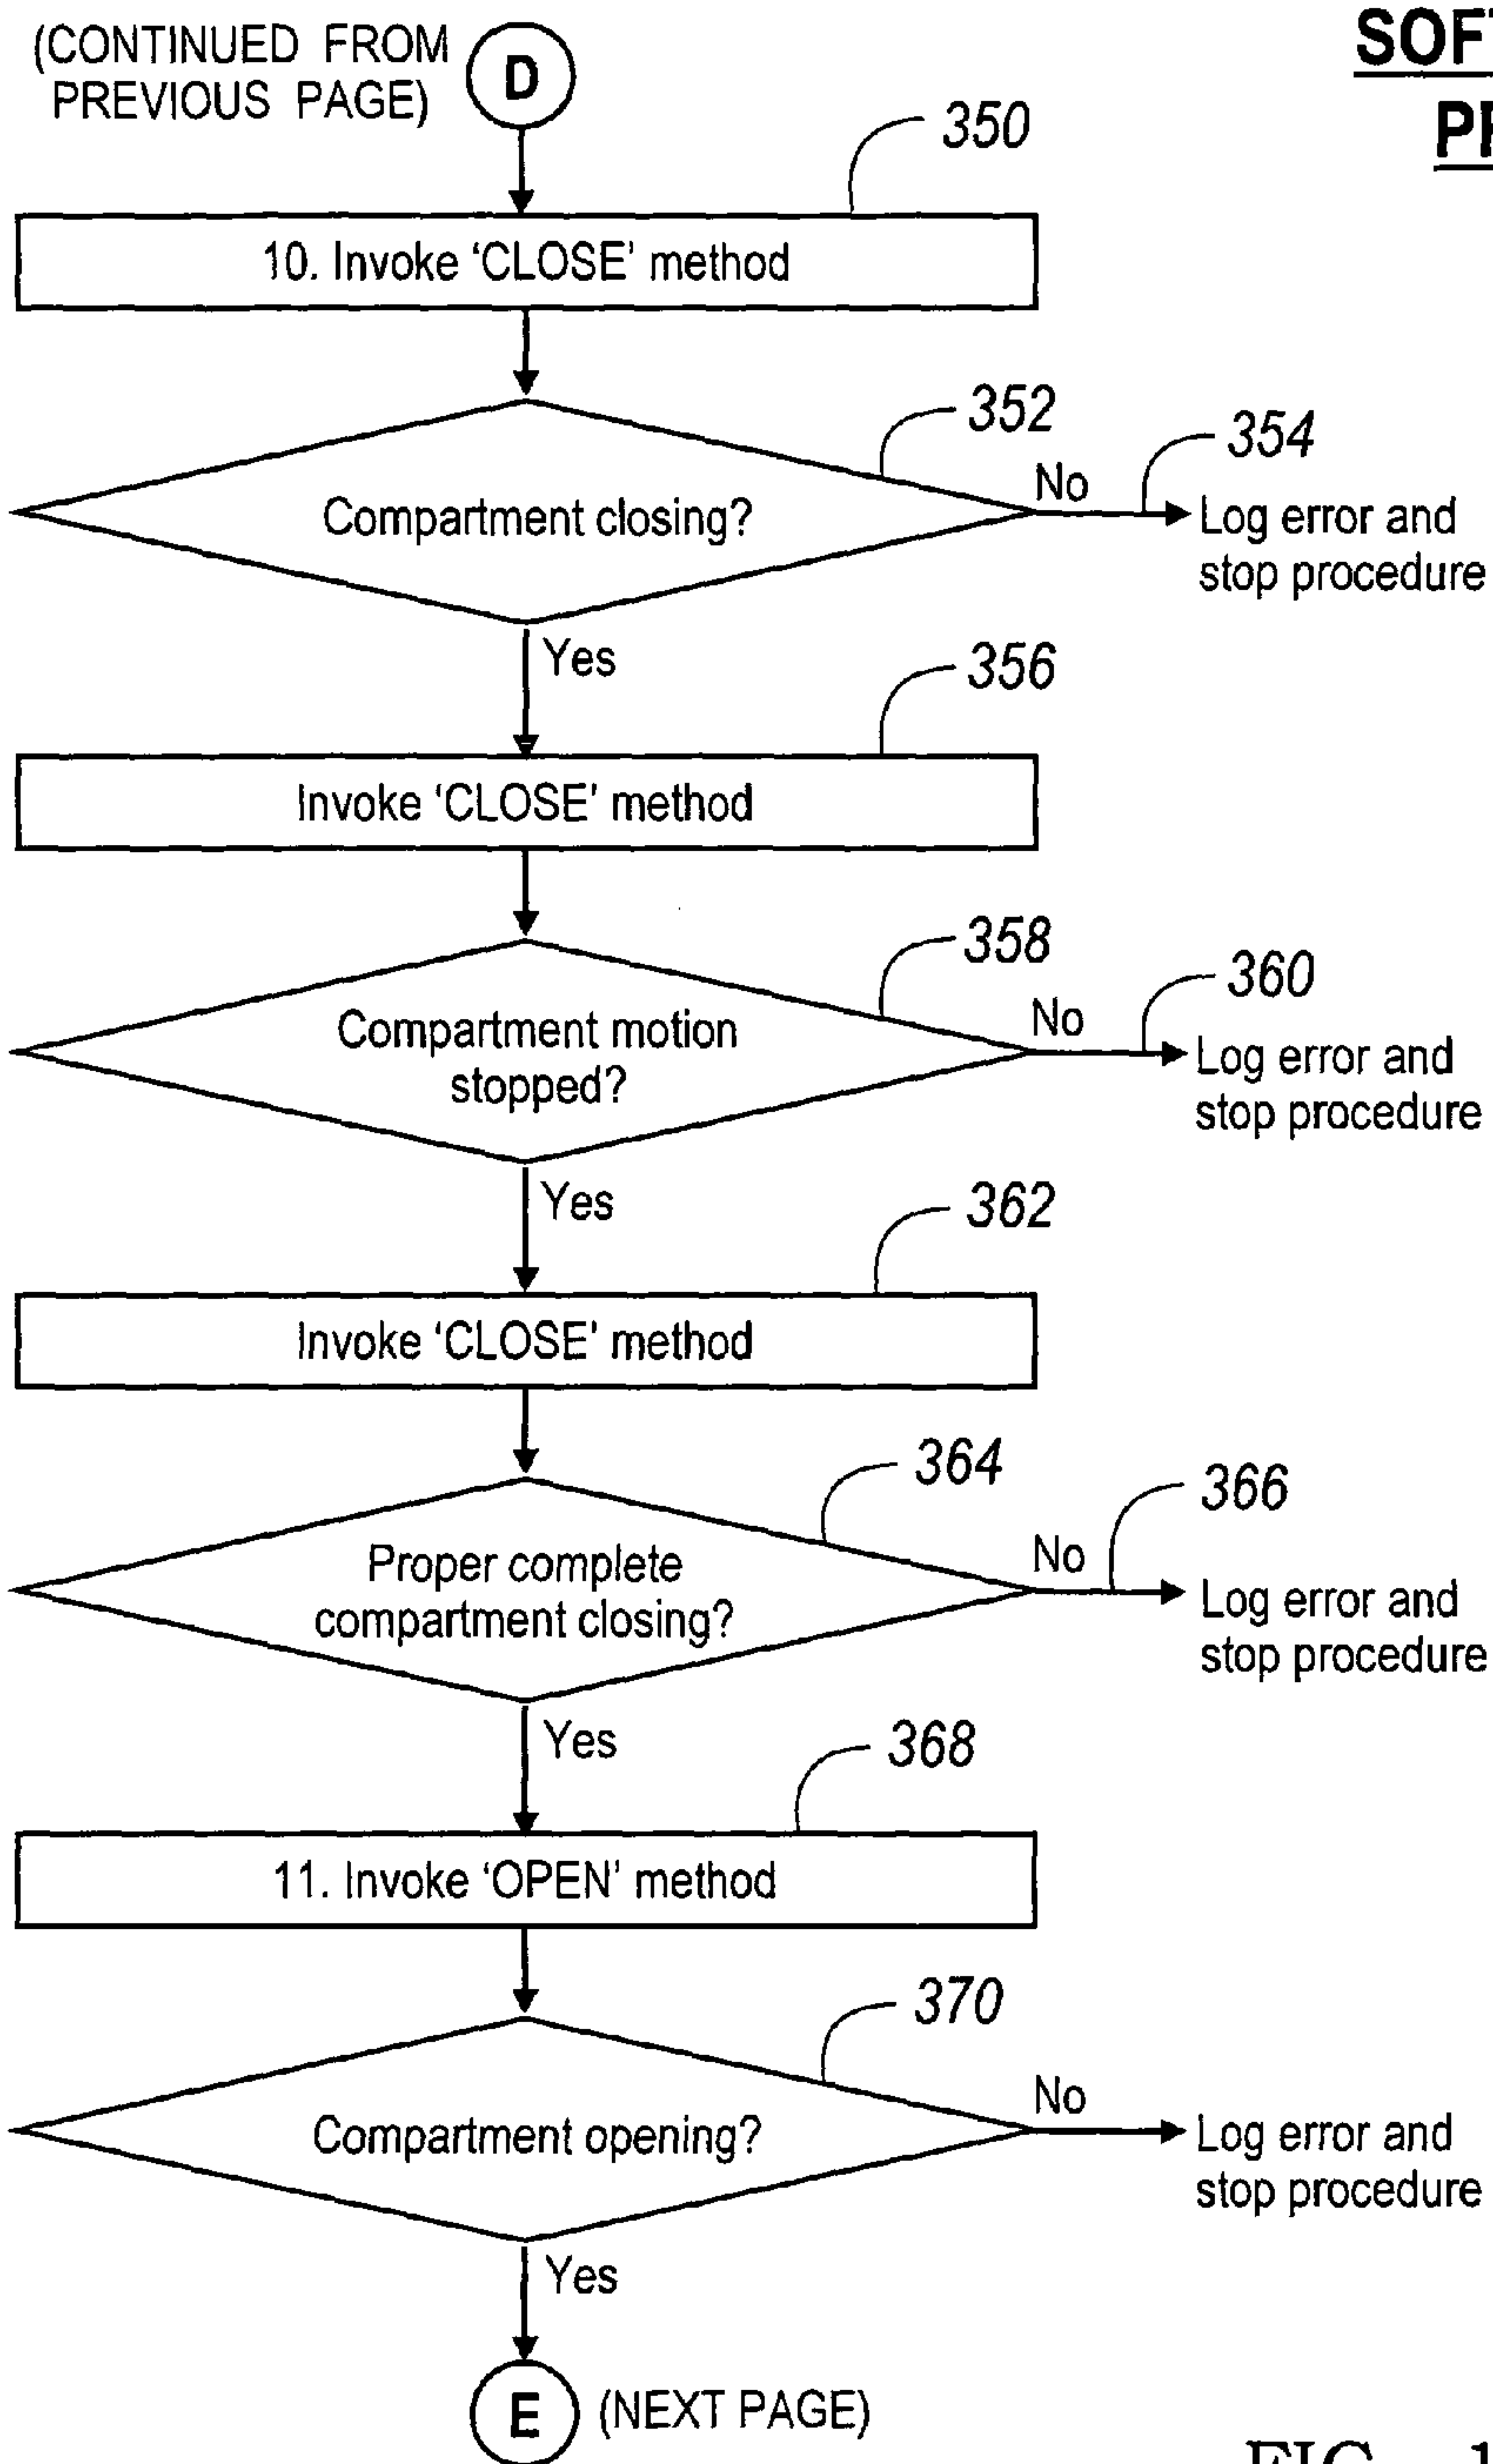 (CONTINUED FROM
PREVIOUS PAGE)
D
350
10. Invoke ‘CLOSE’ method
352
354
Compartment closing?
No
Log error and
stop procedure
Yes
356
Invoke ‘CLOSE’ method
358
360
Compartment motion
stopped?
No
Log error and
stop procedure
Yes
362
Invoke ‘CLOSE’ method
364
366
Proper complete
compartment closing?
No
Log error and
stop procedure
Yes
368
11. Invoke ‘OPEN’ method
370
Compartment opening?
No
Log error and
stop procedure
Yes
E
(NEXT PAGE)